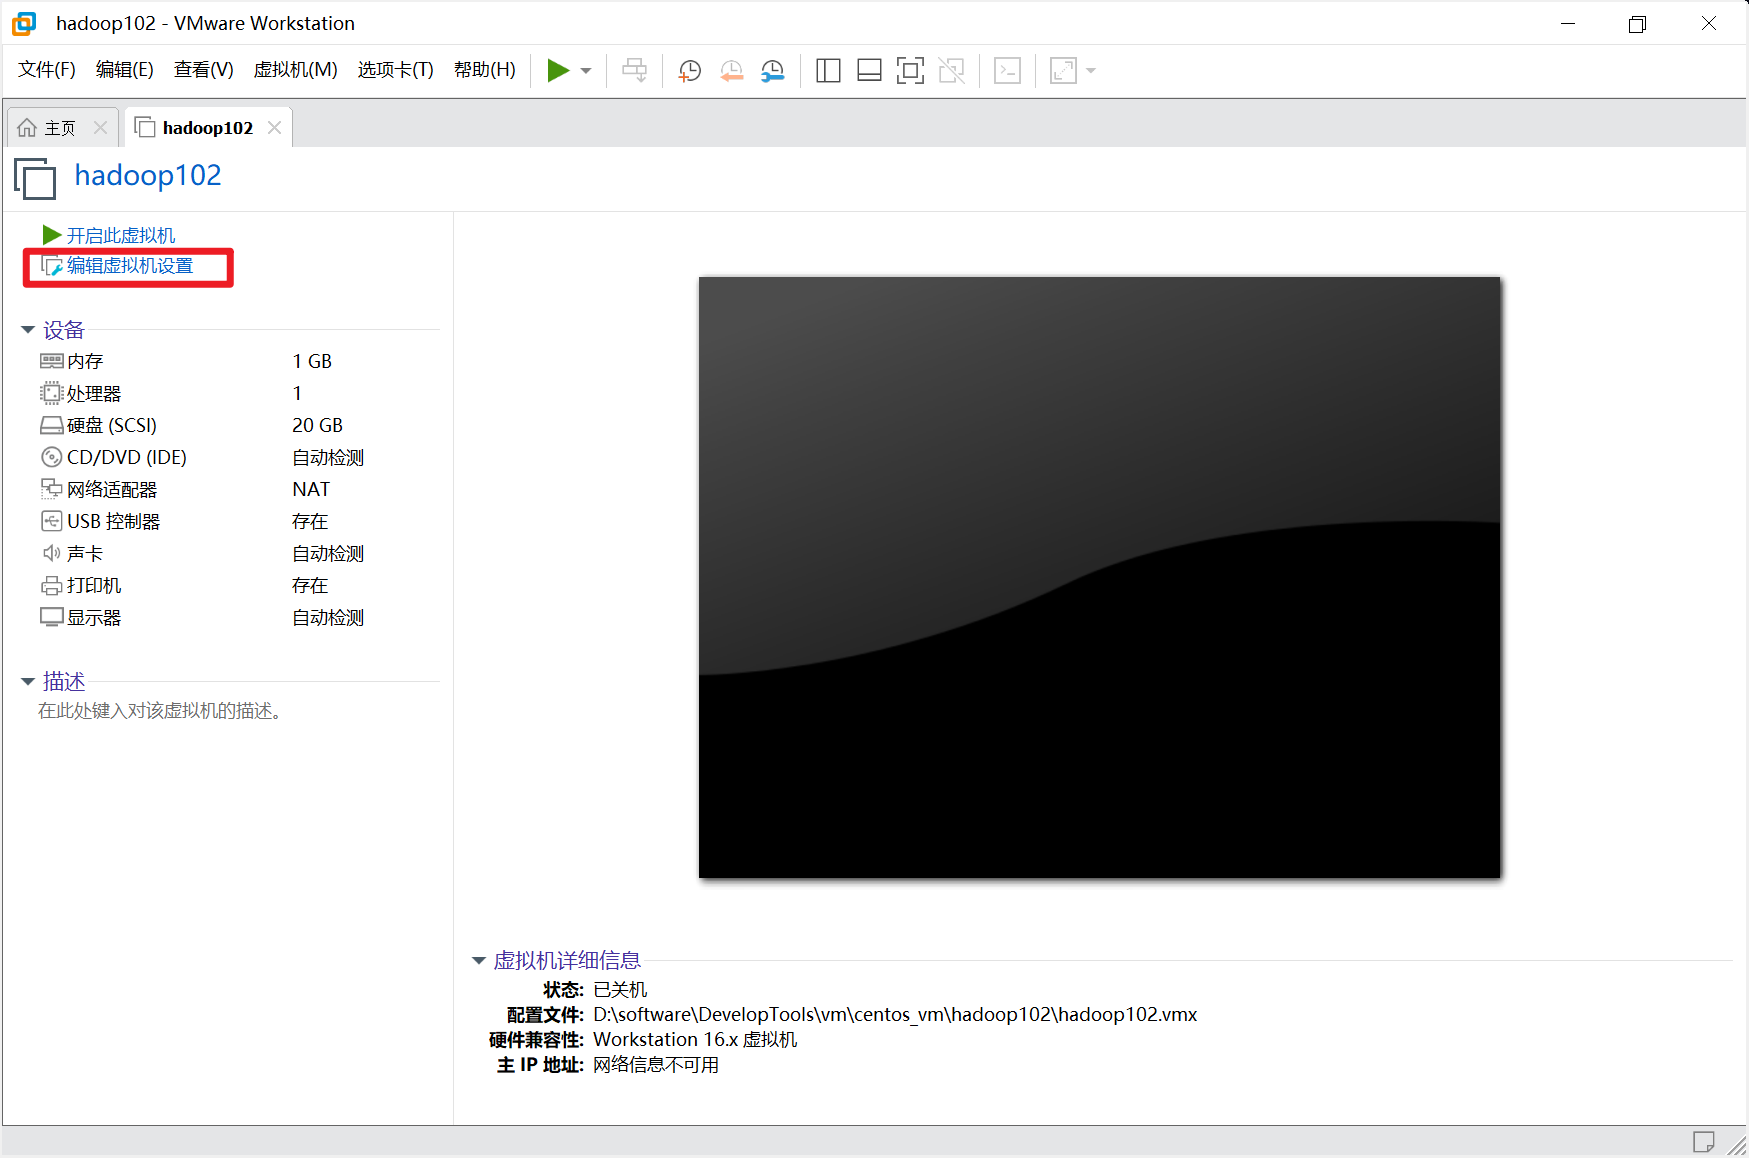 hadoop102 - VMware Workstation
文件(F) 编辑(E) 查看(V) 虚拟机(M) 选项卡(T) 帮助(H)
主页 hadoop102
hadoop102
开启此虚拟机
编辑虚拟机设置
设备
内存 1 GB
处理器 1
硬盘 (SCSI) 20 GB
CD/DVD (IDE) 自动检测
网络适配器 NAT
USB 控制器 存在
声卡 自动检测
打印机 存在
显示器 自动检测
描述
在此处键入对该虚拟机的描述。
虚拟机详细信息
状态: 已关机
配置文件: D:\software\DevelopTools\vm\centos_vm\hadoop102\hadoop102.vmx
硬件兼容性: Workstation 16.x 虚拟机
主 IP 地址: 网络信息不可用